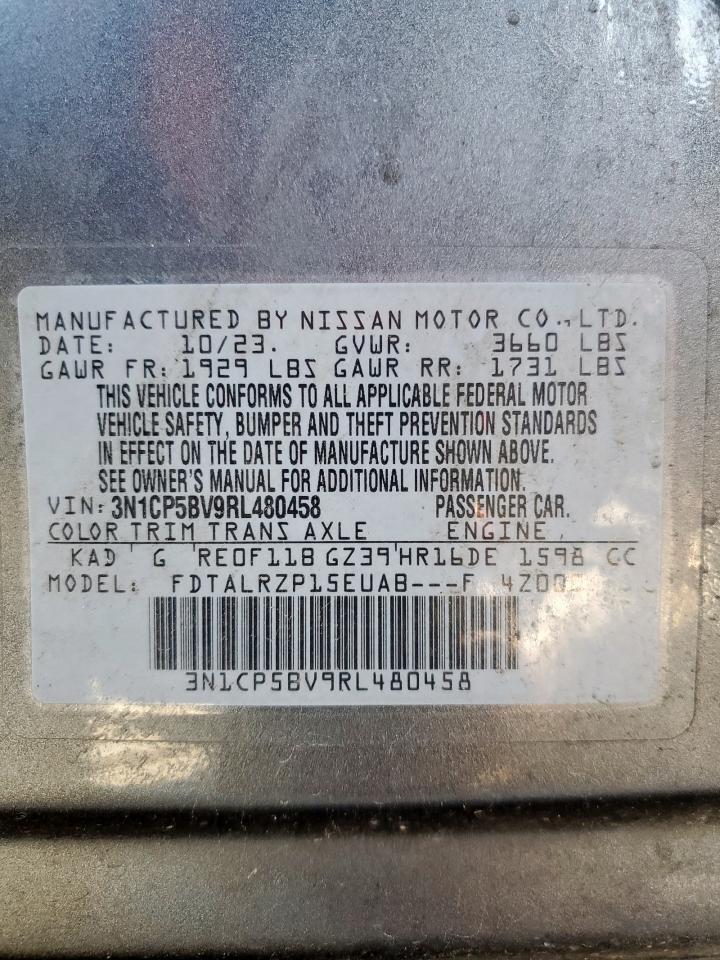 MANUFACTURED BY NISSAN MOTOR CO.,LTD.
DATE: 10/23. GVWR: 3660 LBS
GAWR FR: 1929 LBS GAWR RR: 1731 LBS
THIS VEHICLE CONFORMS TO ALL APPLICABLE FEDERAL MOTOR
VEHICLE SAFETY, BUMPER AND THEFT PREVENTION STANDARDS
IN EFFECT ON THE DATE OF MANUFACTURE SHOWN ABOVE.
SEE OWNER'S MANUAL FOR ADDITIONAL INFORMATION.
VIN: 3N1CP5BV9RL480458 PASSENGER CAR.
COLOR TRIM TRANS AXLE ENGINE
KAD G RE0F11B GZ39 HR16DE 1598 CC
MODEL: FDTALRZP15EUAB---F
3N1CP5BV9RL480458